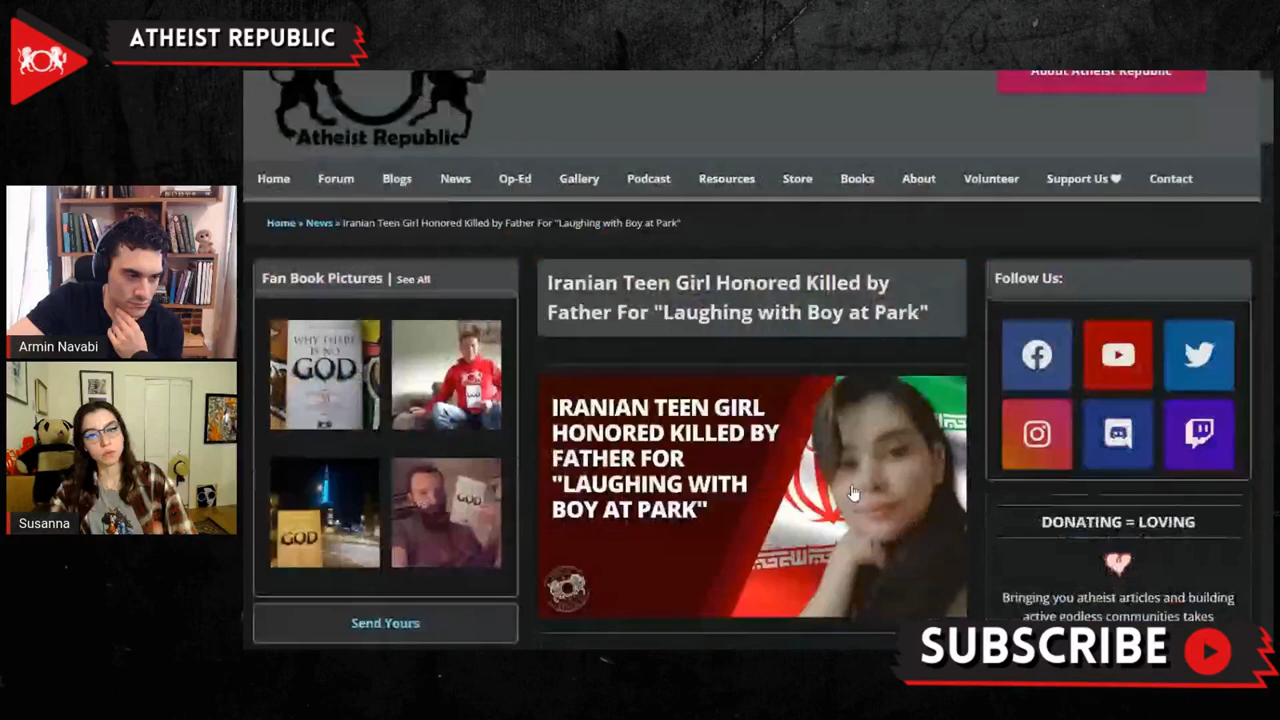 ATHEIST REPUBLIC
About Atheist Republic
Atheist Republic
Home Forum Blogs News Op-Ed Gallery Podcast Resources Store Books About Volunteer Support Us Contact
Home » News » Iranian Teen Girl Honored Killed by Father For "Laughing with Boy at Park"
Fan Book Pictures | See All
WHY THERE
IS NO
GOD
GOD
GOD
Send Yours
Iranian Teen Girl Honored Killed by
Father For "Laughing with Boy at Park"
IRANIAN TEEN GIRL
HONORED KILLED BY
FATHER FOR
"LAUGHING WITH
BOY AT PARK"
Follow Us:
DONATING = LOVING
Bringing you atheist articles and building
active godless communities takes
Armin Navabi
Susanna
SUBSCRIBE